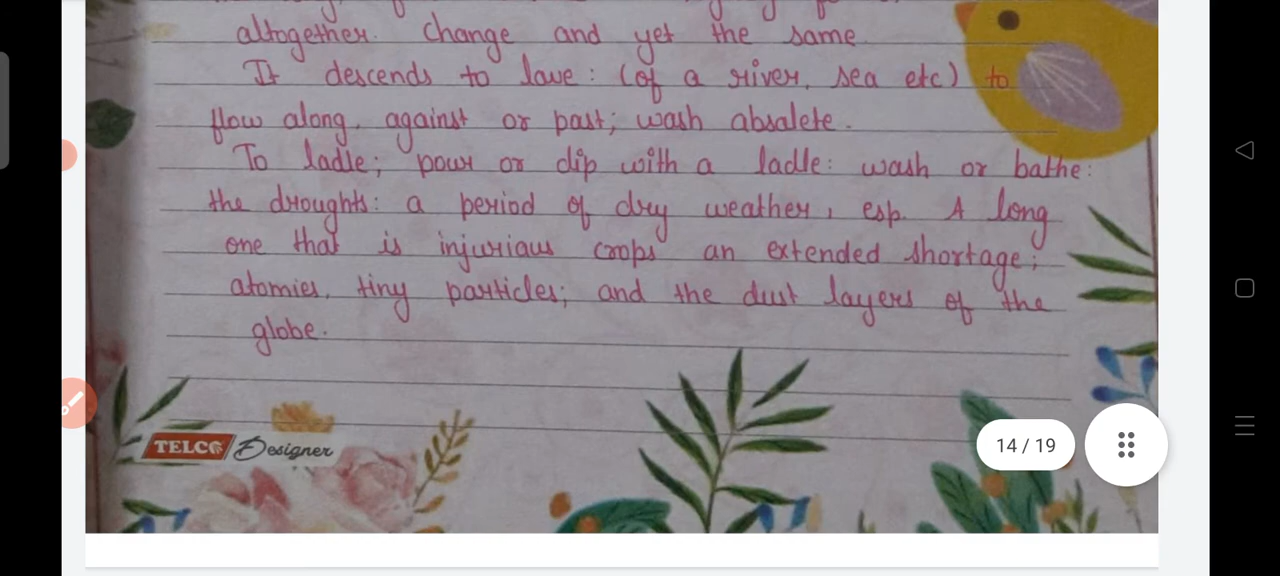 altogether. Change and yet the same.
It descends to lave: (of a river, sea etc) to
flow along, against or past; wash absalete.
To ladle; pour or dip with a ladle: wash or bathe:
the droughts: a period of dry weather, esp. A long
one that is injurious crops an extended shortage;
atomies, tiny particles; and the dust layers of the
globe.
TELCO Designer
14 / 19